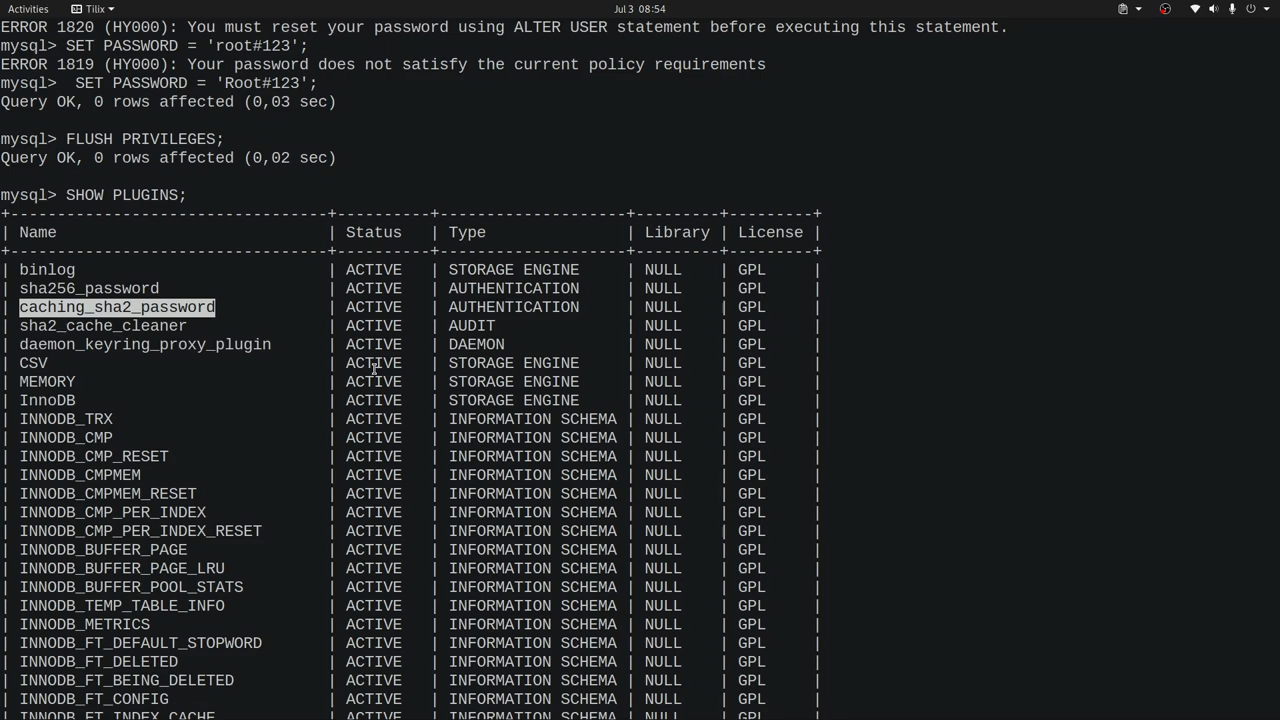 Activities Tilix Jul 3 08:54
ERROR 1820 (HY000): You must reset your password using ALTER USER statement before executing this statement.
mysql> SET PASSWORD = 'root#123';
ERROR 1819 (HY000): Your password does not satisfy the current policy requirements
mysql>  SET PASSWORD = 'Root#123';
Query OK, 0 rows affected (0,03 sec)
mysql> FLUSH PRIVILEGES;
Query OK, 0 rows affected (0,02 sec)
mysql> SHOW PLUGINS;
+----------------------------------+----------+--------------------+---------+---------+
| Name                             | Status   | Type               | Library | License |
+----------------------------------+----------+--------------------+---------+---------+
| binlog                           | ACTIVE   | STORAGE ENGINE     | NULL    | GPL     |
| sha256_password                  | ACTIVE   | AUTHENTICATION     | NULL    | GPL     |
| caching_sha2_password            | ACTIVE   | AUTHENTICATION     | NULL    | GPL     |
| sha2_cache_cleaner               | ACTIVE   | AUDIT              | NULL    | GPL     |
| daemon_keyring_proxy_plugin      | ACTIVE   | DAEMON             | NULL    | GPL     |
| CSV                              | ACTIVE   | STORAGE ENGINE     | NULL    | GPL     |
| MEMORY                           | ACTIVE   | STORAGE ENGINE     | NULL    | GPL     |
| InnoDB                           | ACTIVE   | STORAGE ENGINE     | NULL    | GPL     |
| INNODB_TRX                       | ACTIVE   | INFORMATION SCHEMA | NULL    | GPL     |
| INNODB_CMP                       | ACTIVE   | INFORMATION SCHEMA | NULL    | GPL     |
| INNODB_CMP_RESET                 | ACTIVE   | INFORMATION SCHEMA | NULL    | GPL     |
| INNODB_CMPMEM                    | ACTIVE   | INFORMATION SCHEMA | NULL    | GPL     |
| INNODB_CMPMEM_RESET              | ACTIVE   | INFORMATION SCHEMA | NULL    | GPL     |
| INNODB_CMP_PER_INDEX             | ACTIVE   | INFORMATION SCHEMA | NULL    | GPL     |
| INNODB_CMP_PER_INDEX_RESET       | ACTIVE   | INFORMATION SCHEMA | NULL    | GPL     |
| INNODB_BUFFER_PAGE               | ACTIVE   | INFORMATION SCHEMA | NULL    | GPL     |
| INNODB_BUFFER_PAGE_LRU           | ACTIVE   | INFORMATION SCHEMA | NULL    | GPL     |
| INNODB_BUFFER_POOL_STATS         | ACTIVE   | INFORMATION SCHEMA | NULL    | GPL     |
| INNODB_TEMP_TABLE_INFO           | ACTIVE   | INFORMATION SCHEMA | NULL    | GPL     |
| INNODB_METRICS                   | ACTIVE   | INFORMATION SCHEMA | NULL    | GPL     |
| INNODB_FT_DEFAULT_STOPWORD       | ACTIVE   | INFORMATION SCHEMA | NULL    | GPL     |
| INNODB_FT_DELETED                | ACTIVE   | INFORMATION SCHEMA | NULL    | GPL     |
| INNODB_FT_BEING_DELETED          | ACTIVE   | INFORMATION SCHEMA | NULL    | GPL     |
| INNODB_FT_CONFIG                 | ACTIVE   | INFORMATION SCHEMA | NULL    | GPL     |
| INNODB_FT_INDEX_CACHE            | ACTIVE   | INFORMATION SCHEMA | NULL    | GPL     |